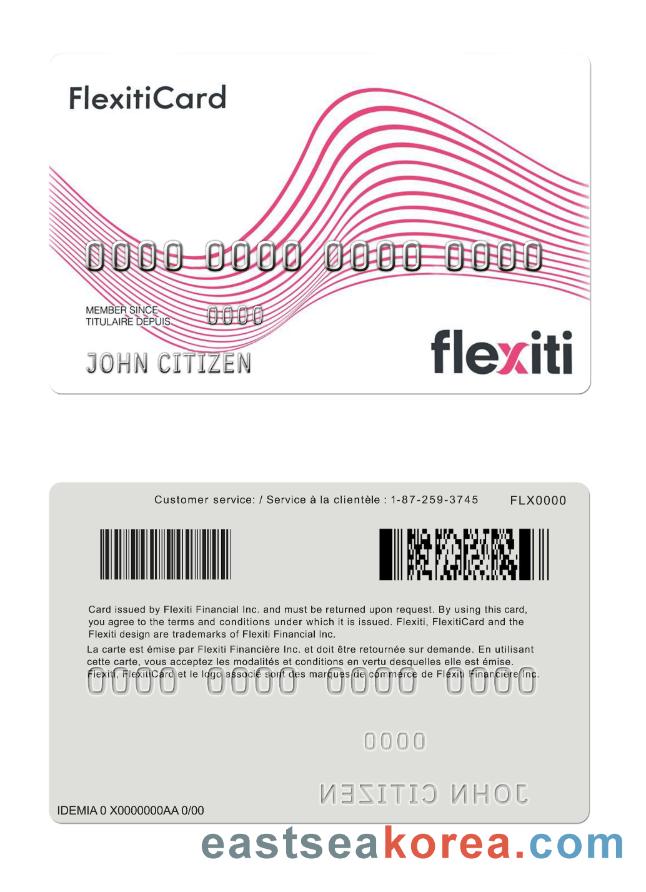 FlexitiCard
0000 0000 0000 0000
MEMBER SINCE
TITULAIRE DEPUIS 0000
JOHN CITIZEN
flexiti
Customer service: / Service à la clientèle : 1-87-259-3745 FLX0000
Card issued by Flexiti Financial Inc. and must be returned upon request. By using this card,
you agree to the terms and conditions under which it is issued. Flexiti, FlexitiCard and the
Flexiti design are trademarks of Flexiti Financial Inc.
La carte est émise par Flexiti Financière Inc. et doit être retournée sur demande. En utilisant
cette carte, vous acceptez les modalités et conditions en vertu desquelles elle est émise.
Flexiti, FlexitiCard et le logo associé sont des marques de commerce de Flexiti Financière Inc.
0000 0000 0000 0000
0000
JOHN CITIZEN
IDEMIA 0 X0000000AA 0/00
eastseakorea.com